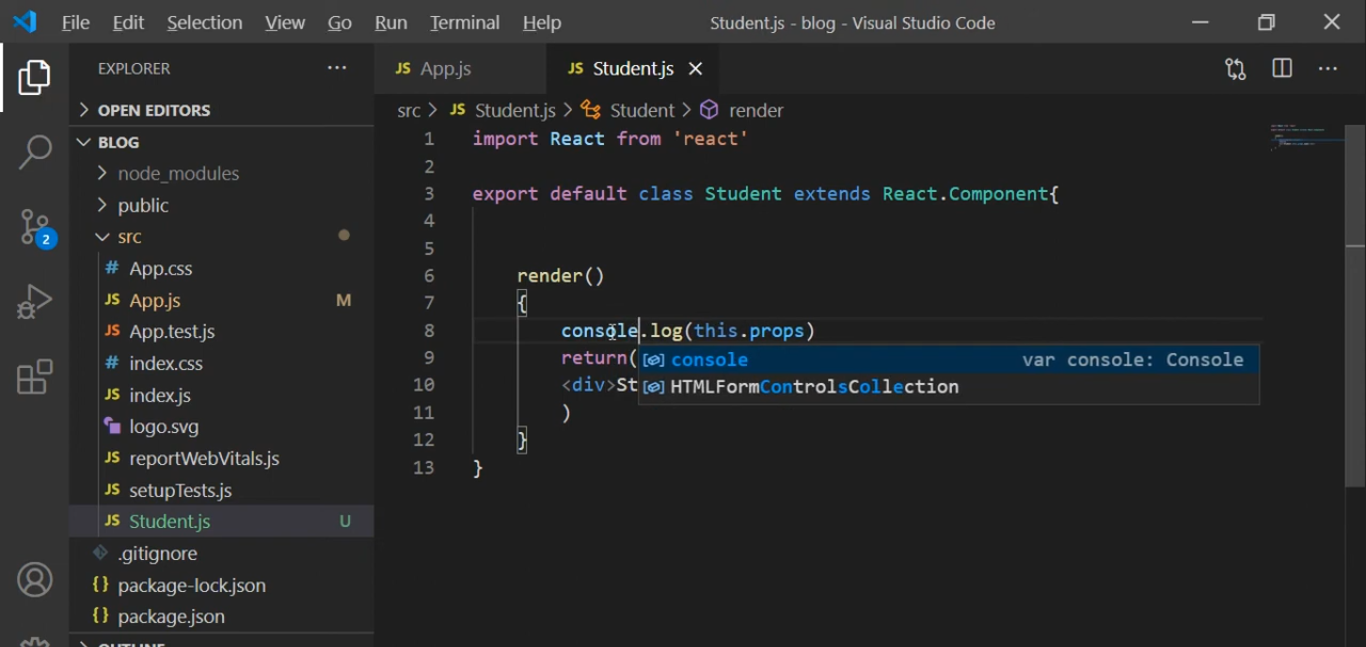 File Edit Selection View Go Run Terminal Help Student.js - blog - Visual Studio Code
EXPLORER ... JS App.js JS Student.js
OPEN EDITORS
src > JS Student.js > Student > render
BLOG
node_modules
public
src
# App.css
JS App.js M
JS App.test.js
# index.css
JS index.js
logo.svg
JS reportWebVitals.js
JS setupTests.js
JS Student.js U
.gitignore
{} package-lock.json
{} package.json
OUTLINE
2
1 import React from 'react'
2
3 export default class Student extends React.Component{
4
5
6 render()
7 {
8 console.log(this.props)
9 return(
10 <div>St
11 )
12 }
13 }
console var console: Console
HTMLFormControlsCollection